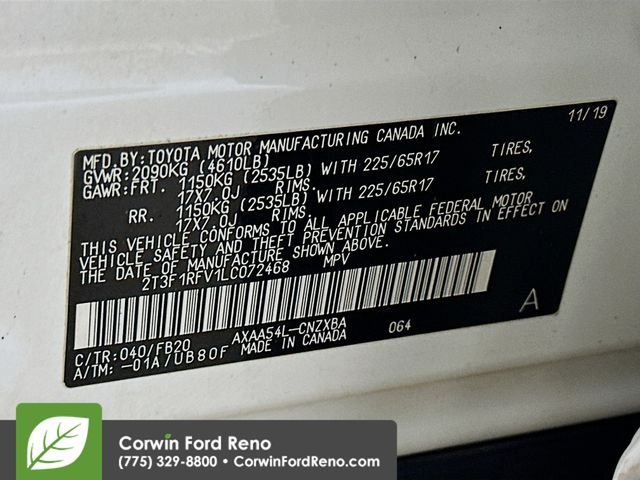 11/19
MFD.BY:TOYOTA MOTOR MANUFACTURING CANADA INC.
GVWR:2090KG (4610LB)
GAWR:FRT. 1150KG (2535LB) WITH 225/65R17 TIRES,
17X7.0J RIMS.
RR. 1150KG (2535LB) WITH 225/65R17 TIRES,
17X7.0J RIMS.
THIS VEHICLE CONFORMS TO ALL APPLICABLE FEDERAL MOTOR
VEHICLE SAFETY AND THEFT PREVENTION STANDARDS IN EFFECT ON
THE DATE OF MANUFACTURE SHOWN ABOVE.
2T3F1RFV1LC072468 MPV
C/TR:040/FB20 AXAA54L-CNZXBA 064 A
A/TM:-01A/UB80F MADE IN CANADA
Corwin Ford Reno
(775) 329-8800 • CorwinFordReno.com